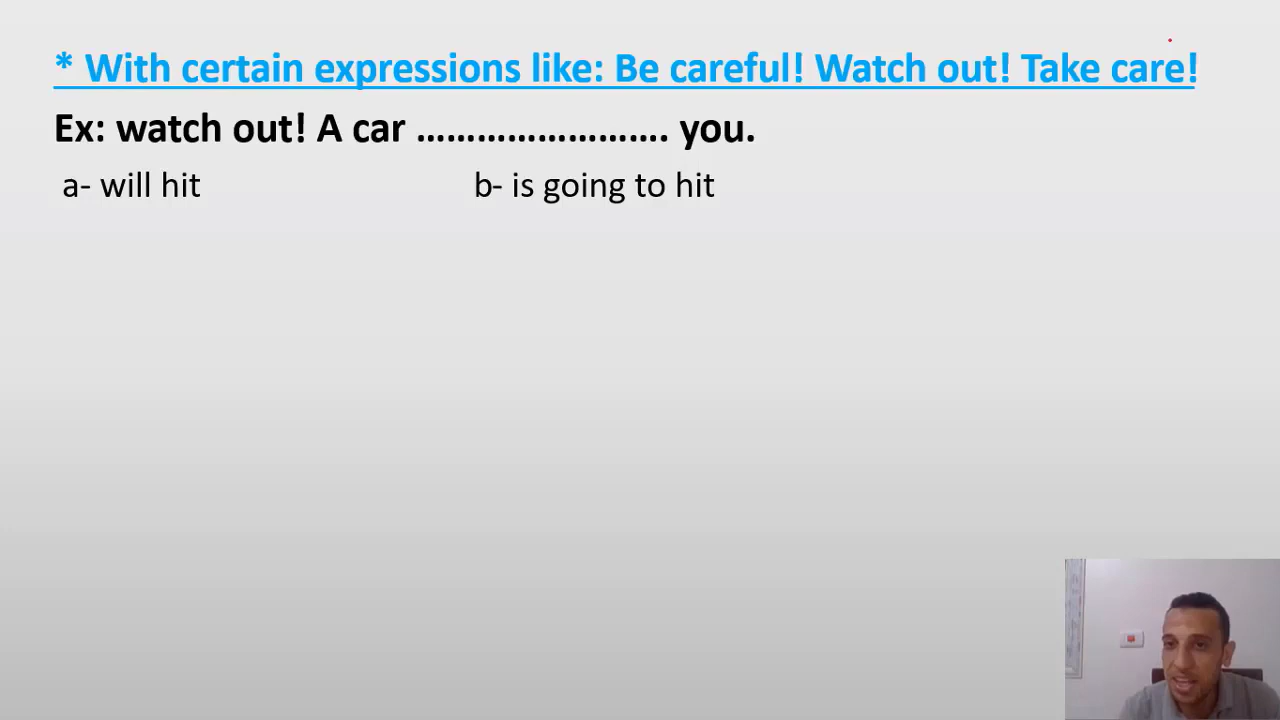 * With certain expressions like: Be careful! Watch out! Take care!
Ex: watch out! A car ……………………. you.
a- will hit b- is going to hit